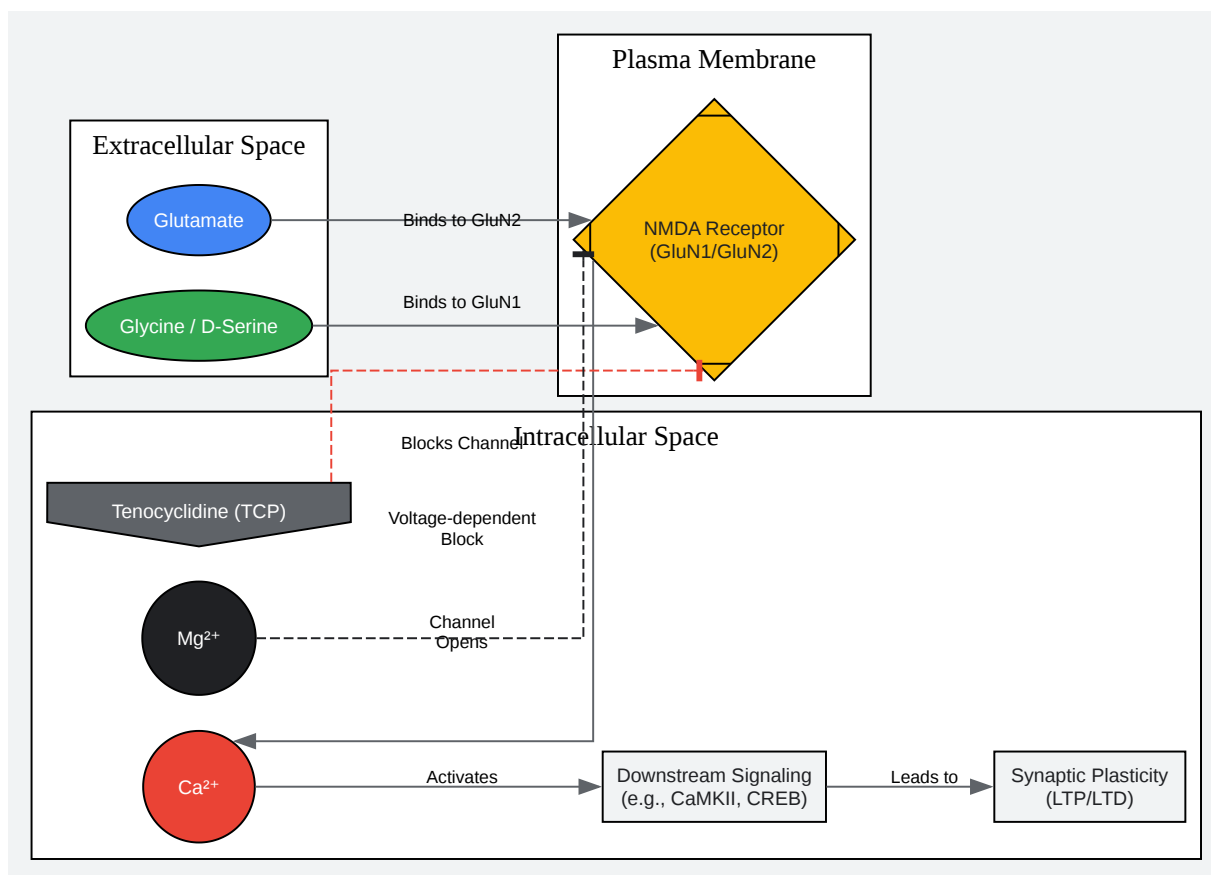 Plasma Membrane
Extracellular Space
Glutamate
Binds to GluN2
NMDA Receptor
(GluN1/GluN2)
Glycine / D-Serine
Binds to GluN1
Intracellular Space
Blocks Channel
Tenocyclidine (TCP)
Voltage-dependent
Block
Mg²⁺
Channel
Opens
Ca²⁺
Activates
Downstream Signaling
(e.g., CaMKII, CREB)
Leads to
Synaptic Plasticity
(LTP/LTD)